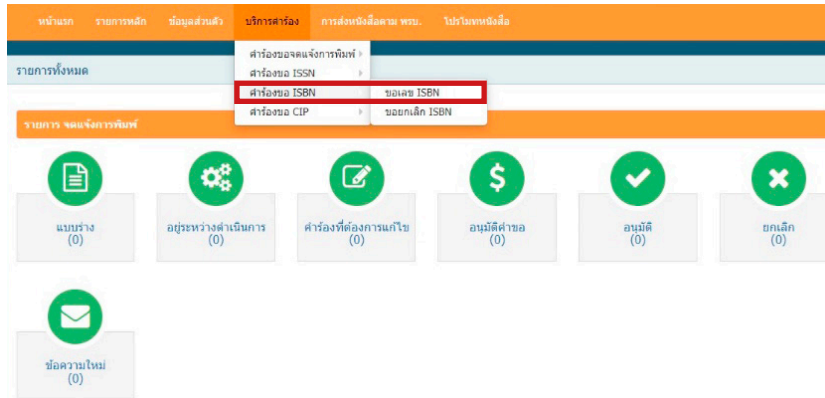 หน้าแรก รายการหลัก ข้อมูลส่วนตัว บริการคำร้อง การส่งหนังสือตาม พรบ. โปรโมทหนังสือ
คำร้องขอจดแจ้งการพิมพ์
รายการทั้งหมด
คำร้องขอ ISSN
คำร้องขอ ISBN ขอเลข ISBN
คำร้องขอ CIP ขอยกเล็ก ISBN
รายการ จดแจ้งการพิมพ์
แบบร่าง อยู่ระหว่างดำเนินการ คำร้องที่ต้องการแก้ไข อนุมัติคำขอ อนุมัติ ยกเลิก
(0) (0) (0) (0) (0) (0)
ข้อความใหม่
(0)